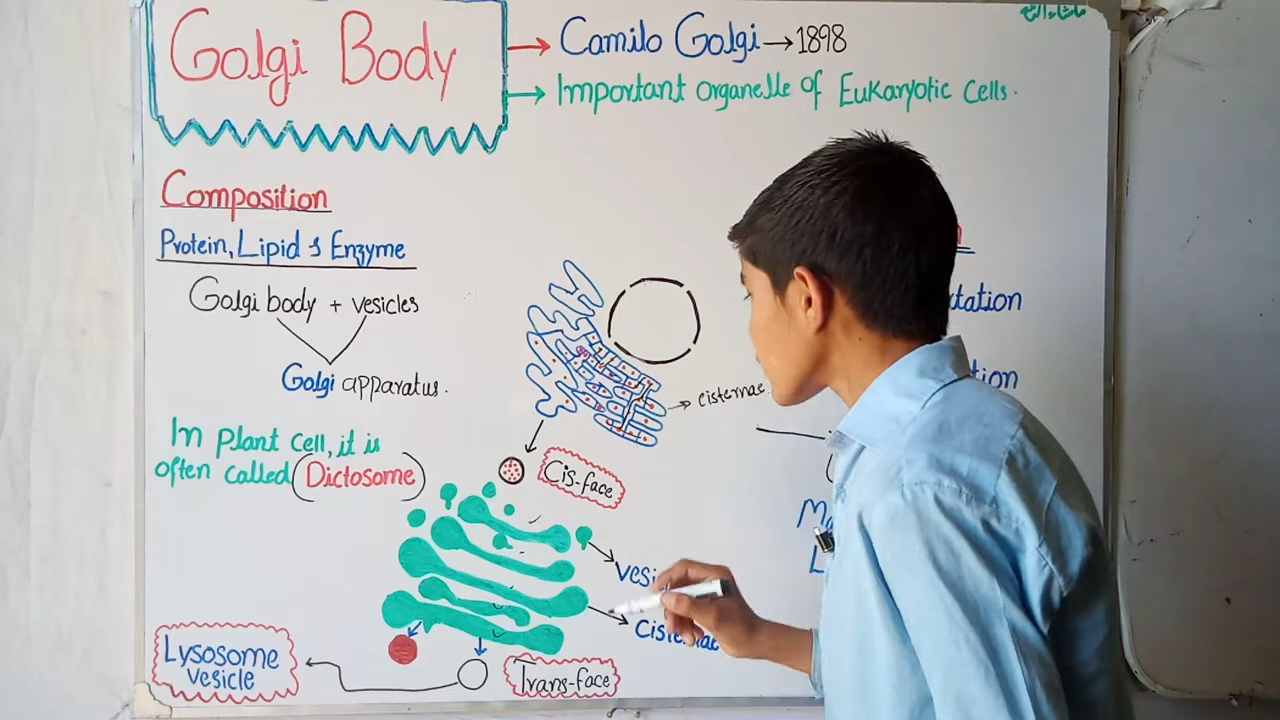 Golgi Body
Camilo Golgi → 1898
Important organelle of Eukaryotic Cells.
Composition
Protein, Lipid & Enzyme
Golgi body + vesicles
Golgi apparatus.
In Plant cell, it is
often called (Dictosome)
cisternae
Cis-face
Trans-face
Lysosome
vesicle